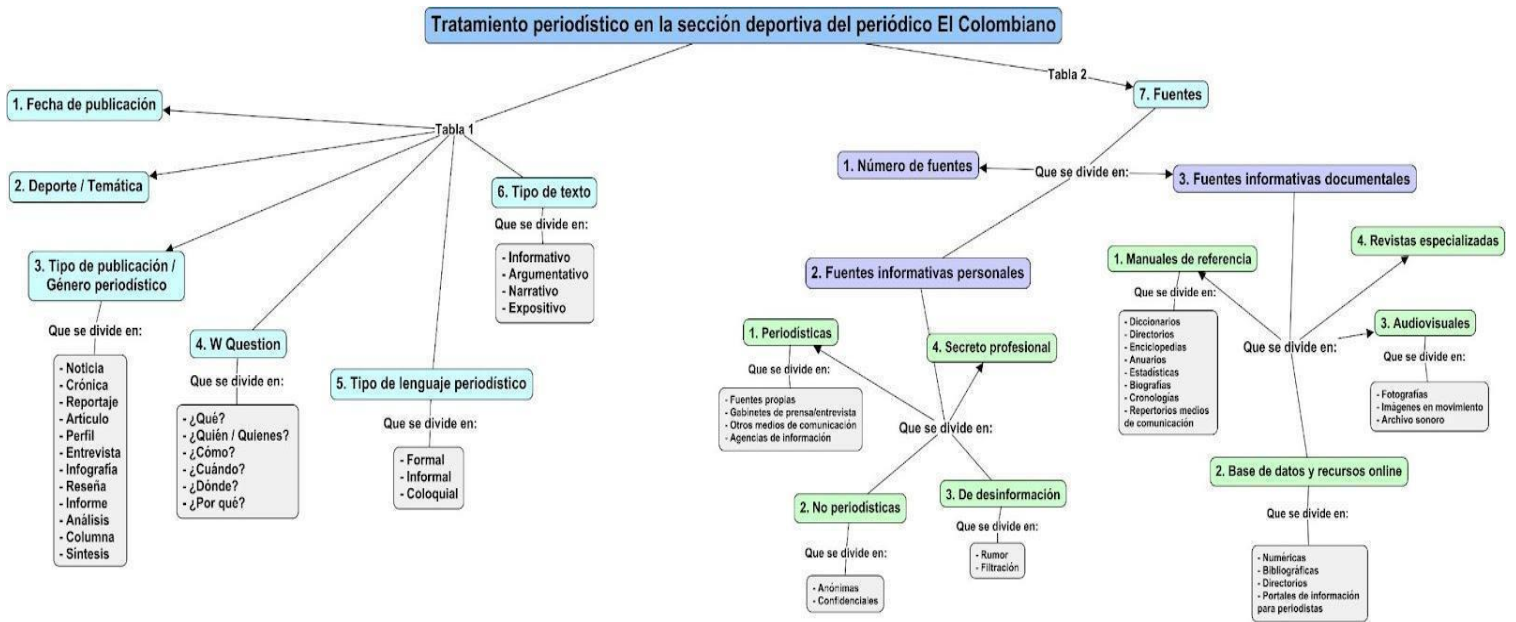 Tratamiento periodístico en la sección deportiva del periódico El Colombiano
Tabla 1
1. Fecha de publicación
2. Deporte / Temática
3. Tipo de publicación /
Género periodístico
Que se divide en:
- Noticia
- Crónica
- Reportaje
- Artículo
- Perfil
- Entrevista
- Infografía
- Reseña
- Informe
- Análisis
- Columna
- Síntesis
4. W Question
Que se divide en:
- ¿Qué?
- ¿Quién / Quienes?
- ¿Cómo?
- ¿Cuándo?
- ¿Dónde?
- ¿Por qué?
5. Tipo de lenguaje periodístico
Que se divide en:
- Formal
- Informal
- Coloquial
6. Tipo de texto
Que se divide en:
- Informativo
- Argumentativo
- Narrativo
- Expositivo
Tabla 2
7. Fuentes
Que se divide en:
1. Número de fuentes
2. Fuentes informativas personales
Que se divide en:
1. Periodísticas
Que se divide en:
- Fuentes propias
- Gabinetes de prensa/entrevista
- Otros medios de comunicación
- Agencias de información
2. No periodísticas
Que se divide en:
- Anónimas
- Confidenciales
3. De desinformación
Que se divide en:
- Rumor
- Filtración
4. Secreto profesional
3. Fuentes informativas documentales
Que se divide en:
1. Manuales de referencia
Que se divide en:
- Diccionarios
- Directorios
- Enciclopedias
- Anuarios
- Estadísticas
- Biografías
- Cronologías
- Repertorios medios
de comunicación
2. Base de datos y recursos online
Que se divide en:
- Numéricas
- Bibliográficas
- Directorios
- Portales de información
para periodistas
3. Audiovisuales
Que se divide en:
- Fotografías
- Imágenes en movimiento
- Archivo sonoro
4. Revistas especializadas